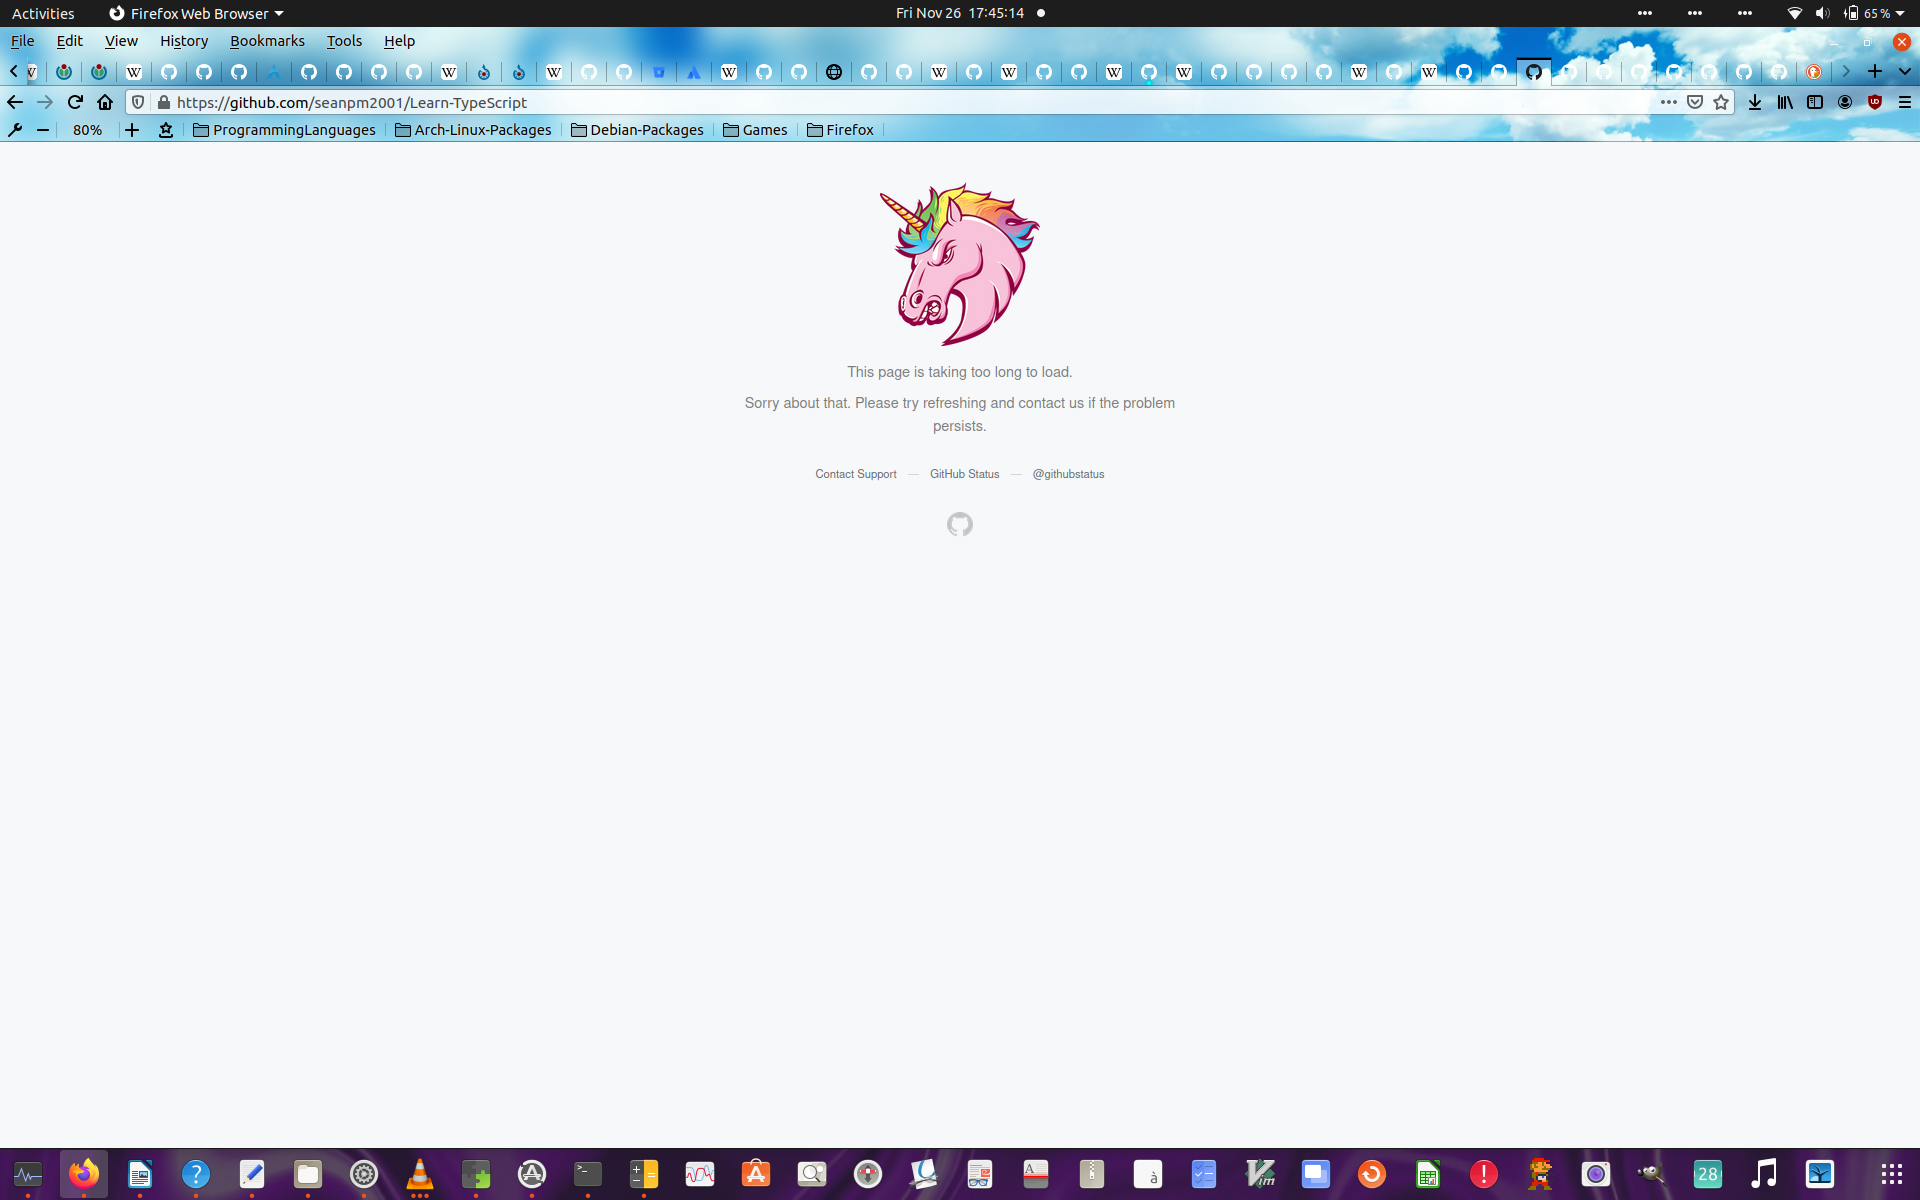 Activities Firefox Web Browser Fri Nov 26 17:45:14 65 %
File Edit View History Bookmarks Tools Help
https://github.com/seanpm2001/Learn-TypeScript
80% ProgrammingLanguages Arch-Linux-Packages Debian-Packages Games Firefox
This page is taking too long to load.
Sorry about that. Please try refreshing and contact us if the problem
persists.
Contact Support — GitHub Status — @githubstatus
28